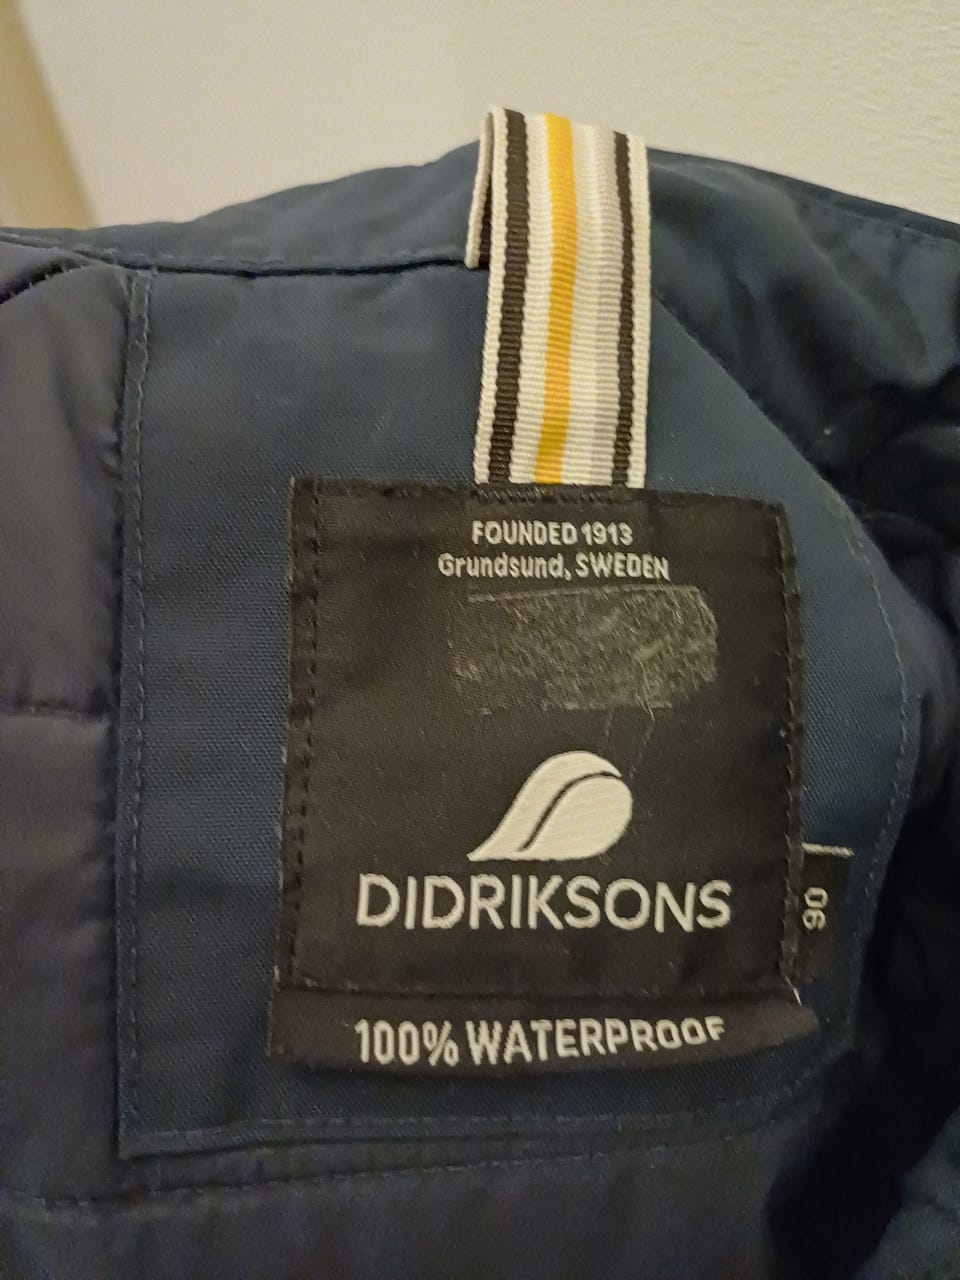 FOUNDED 1913
Grundsund, SWEDEN
DIDRIKSONS
90
100% WATERPROOF